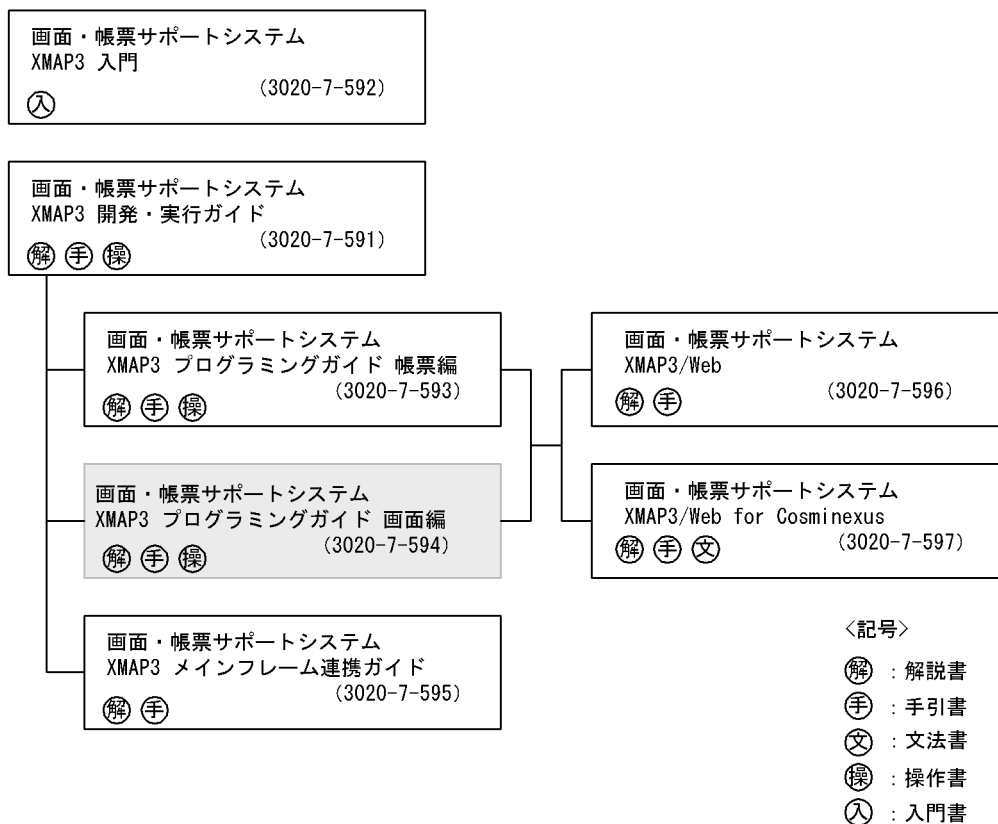 画面・帳票サポートシステム
XMAP3 入門
(3020-7-592)
入
画面・帳票サポートシステム
XMAP3 開発・実行ガイド
(3020-7-591)
解 手 操
画面・帳票サポートシステム
XMAP3 プログラミングガイド 帳票編
(3020-7-593)
解 手 操
画面・帳票サポートシステム
XMAP3/Web
(3020-7-596)
解 手
画面・帳票サポートシステム
XMAP3 プログラミングガイド 画面編
(3020-7-594)
解 手 操
画面・帳票サポートシステム
XMAP3/Web for Cosminexus
(3020-7-597)
解 手 文
画面・帳票サポートシステム
XMAP3 メインフレーム連携ガイド
(3020-7-595)
解 手
〈記号〉
解 : 解説書
手 : 手引書
文 : 文法書
操 : 操作書
入 : 入門書